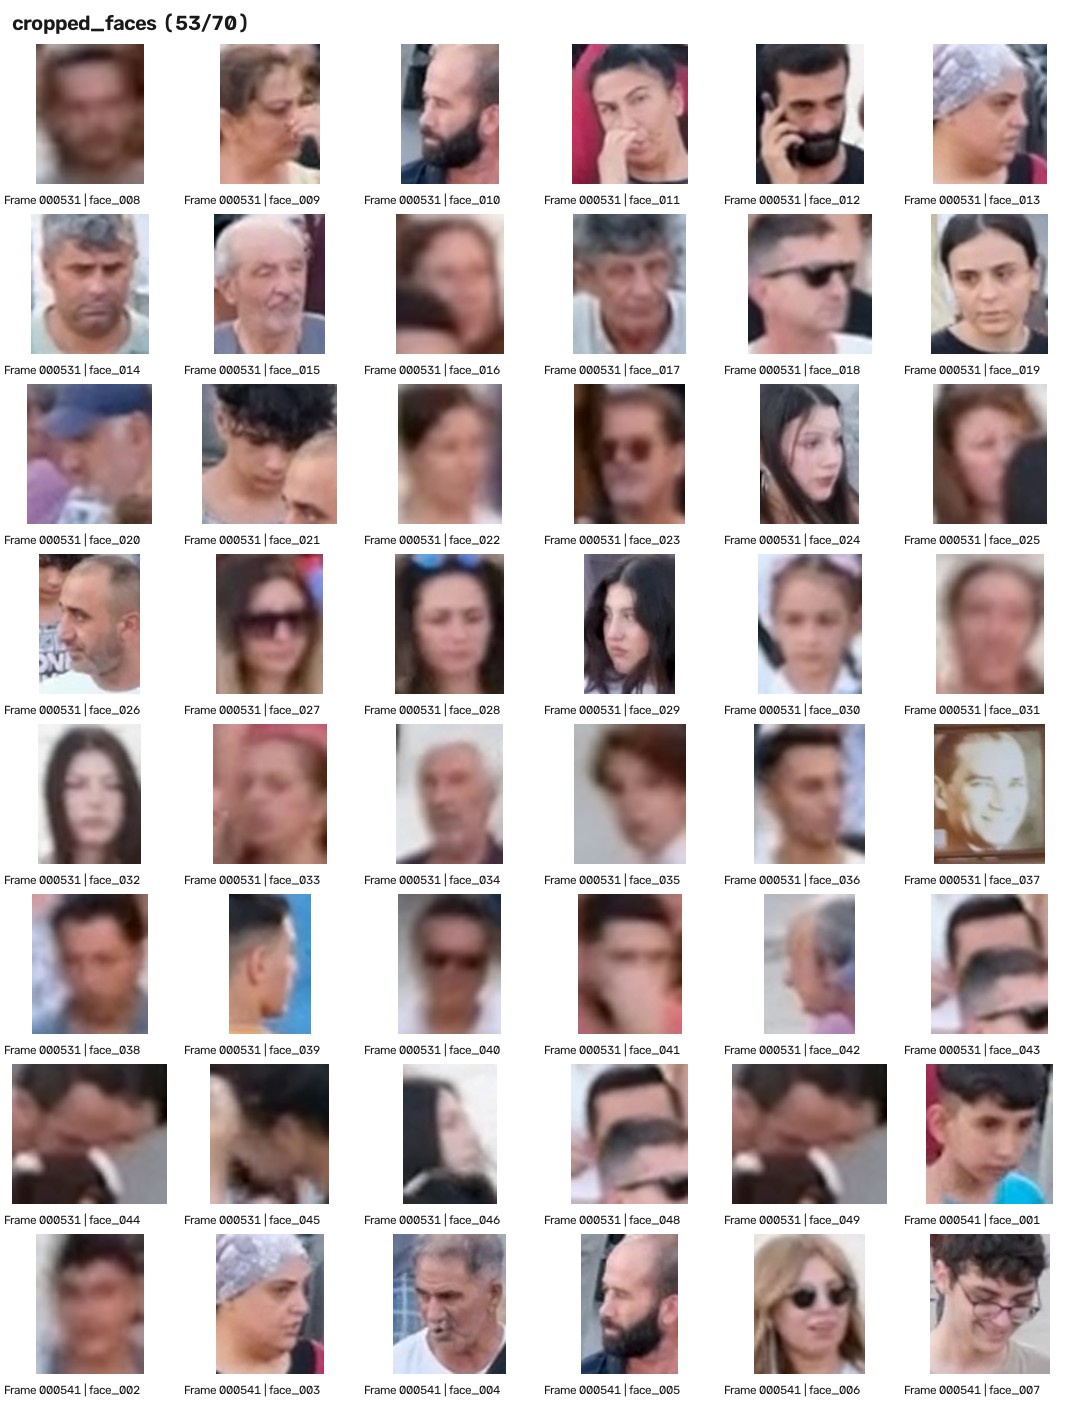 cropped_faces (53/70)
Frame 000531 | face_008
Frame 000531 | face_009
Frame 000531 | face_010
Frame 000531 | face_011
Frame 000531 | face_012
Frame 000531 | face_013
Frame 000531 | face_014
Frame 000531 | face_015
Frame 000531 | face_016
Frame 000531 | face_017
Frame 000531 | face_018
Frame 000531 | face_019
Frame 000531 | face_020
Frame 000531 | face_021
Frame 000531 | face_022
Frame 000531 | face_023
Frame 000531 | face_024
Frame 000531 | face_025
Frame 000531 | face_026
Frame 000531 | face_027
Frame 000531 | face_028
Frame 000531 | face_029
Frame 000531 | face_030
Frame 000531 | face_031
Frame 000531 | face_032
Frame 000531 | face_033
Frame 000531 | face_034
Frame 000531 | face_035
Frame 000531 | face_036
Frame 000531 | face_037
Frame 000531 | face_038
Frame 000531 | face_039
Frame 000531 | face_040
Frame 000531 | face_041
Frame 000531 | face_042
Frame 000531 | face_043
Frame 000531 | face_044
Frame 000531 | face_045
Frame 000531 | face_046
Frame 000531 | face_048
Frame 000531 | face_049
Frame 000541 | face_001
Frame 000541 | face_002
Frame 000541 | face_003
Frame 000541 | face_004
Frame 000541 | face_005
Frame 000541 | face_006
Frame 000541 | face_007